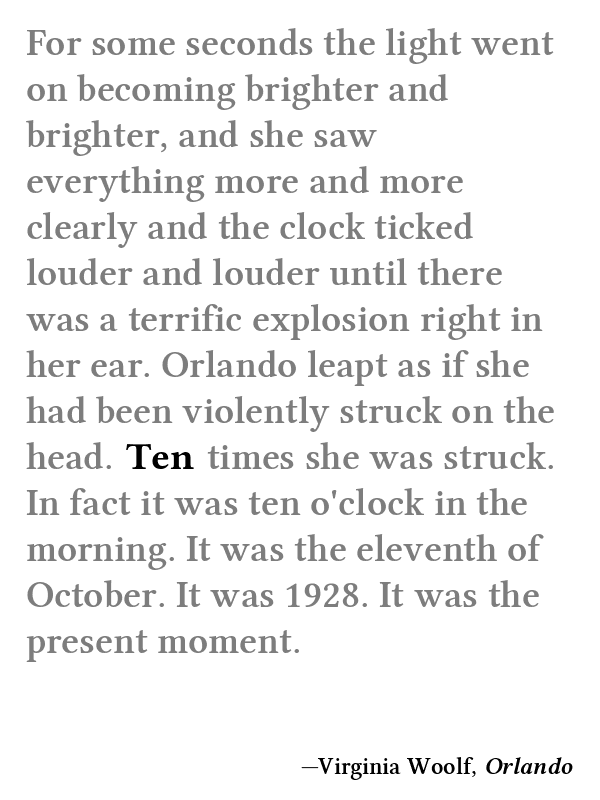 For some seconds the light went
on becoming brighter and
brighter, and she saw
everything more and more
clearly and the clock ticked
louder and louder until there
was a terrific explosion right in
her ear. Orlando leapt as if she
had been violently struck on the
head. Ten times she was struck.
In fact it was ten o'clock in the
morning. It was the eleventh of
October. It was 1928. It was the
present moment.
—Virginia Woolf, Orlando